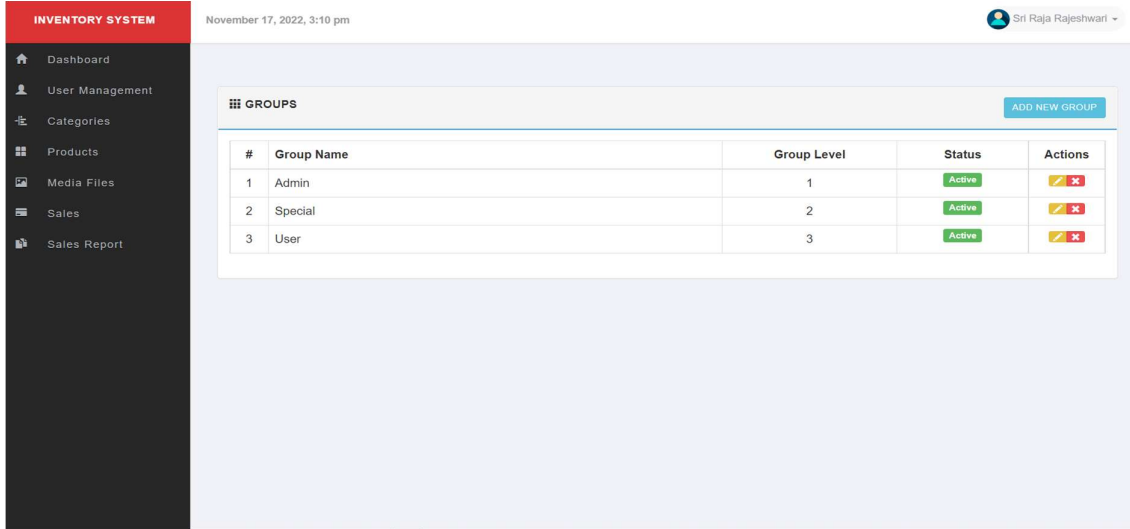 INVENTORY SYSTEM
November 17, 2022, 3:10 pm
Sri Raja Rajeshwari
Dashboard
User Management
Categories
Products
Media Files
Sales
Sales Report
GROUPS
ADD NEW GROUP
# Group Name Group Level Status Actions
1 Admin 1 Active
2 Special 2 Active
3 User 3 Active